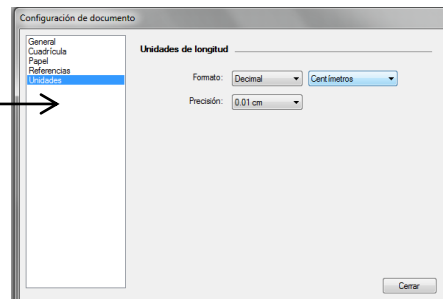 Configuración de documento
General
Cuadrícula
Papel
Referencias
Unidades
Unidades de longitud
Formato: Decimal Centímetros
Precisión: 0.01 cm
Cerrar